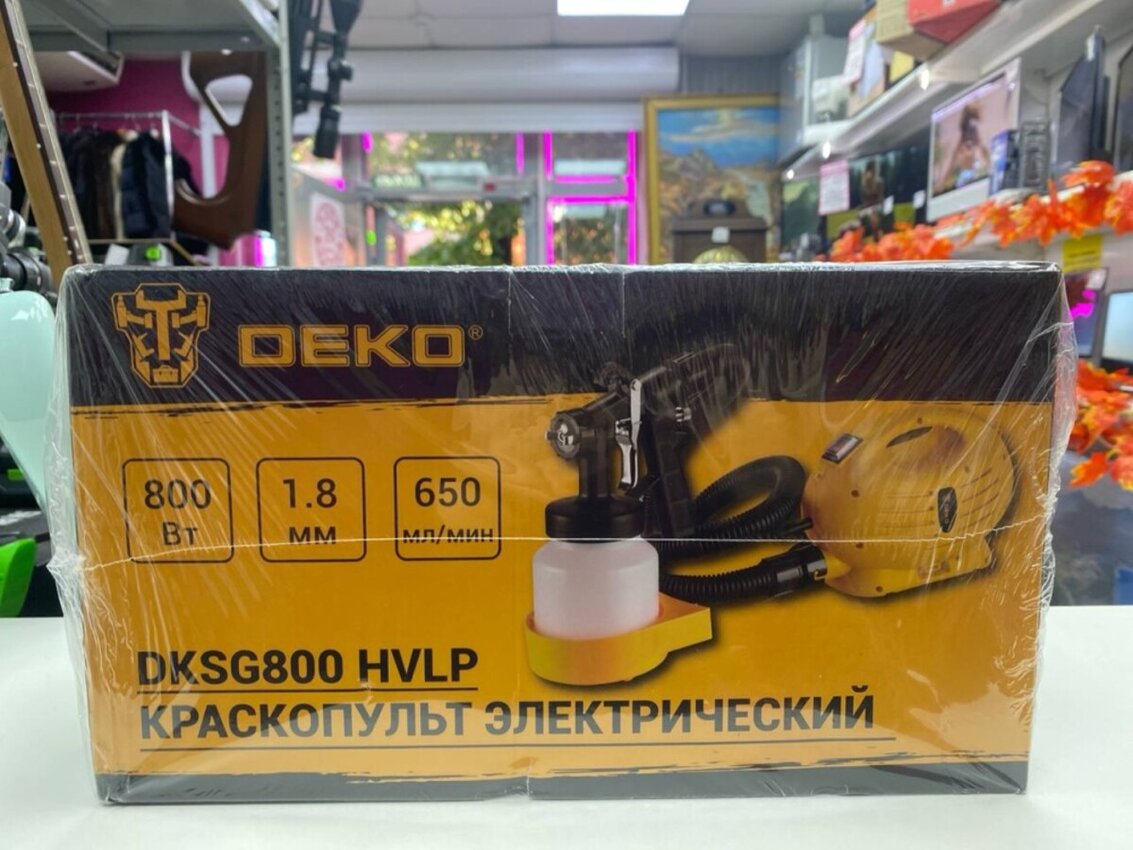 DEKO®
800
Вт
1.8
мм
650
мл/мин
DKSG800 HVLP
КРАСКОПУЛЬТ ЭЛЕКТРИЧЕСКИЙ